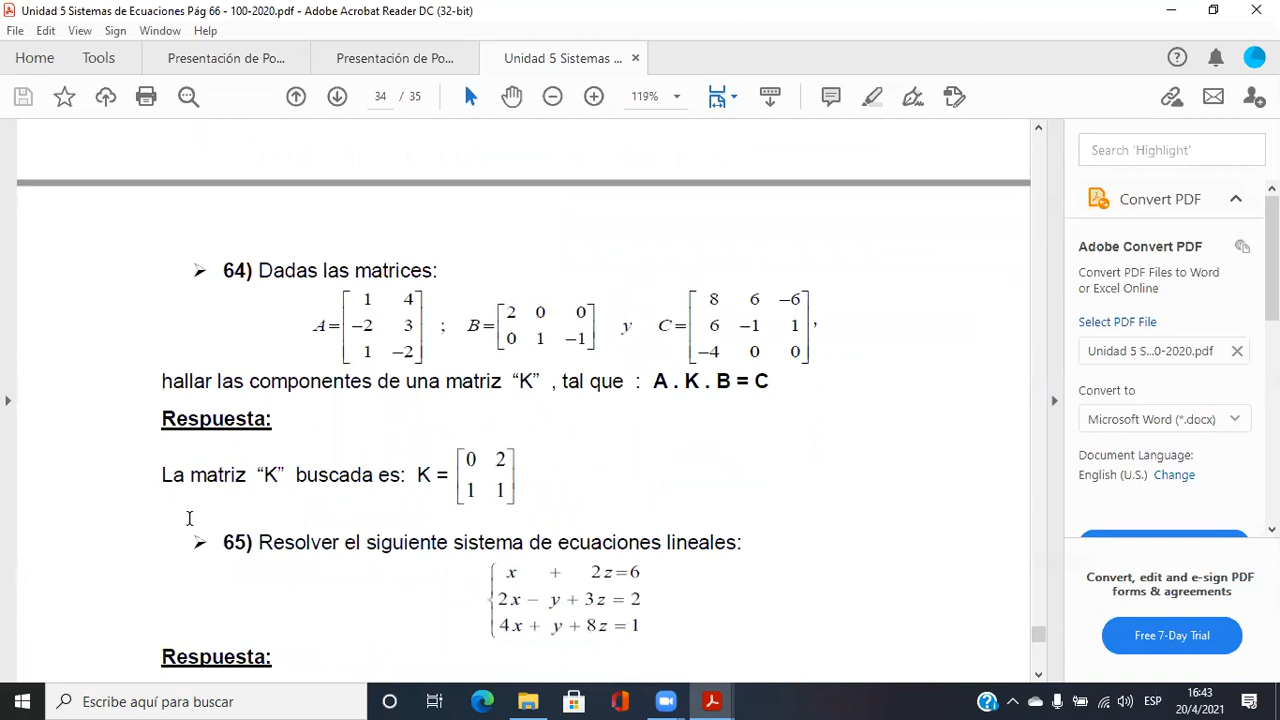 Unidad 5 Sistemas de Ecuaciones Pág 66 - 100-2020.pdf - Adobe Acrobat Reader DC (32-bit)
File Edit View Sign Window Help
Home Tools Presentación de Po... Presentación de Po... Unidad 5 Sistemas ... ×
34 / 35 119%
Search 'Highlight'
Convert PDF
Adobe Convert PDF
Convert PDF Files to Word
or Excel Online
Select PDF File
Unidad 5 S...0-2020.pdf
Convert to
Microsoft Word (*.docx)
Document Language:
English (U.S.) Change
Convert, edit and e-sign PDF
forms & agreements
Free 7-Day Trial
➢ 64) Dadas las matrices:
A = [1 4; −2 3; 1 −2] ; B = [2 0 0; 0 1 −1] y C = [8 6 −6; 6 −1 1; −4 0 0] ,
hallar las componentes de una matriz “K” , tal que : A . K . B = C
Respuesta:
La matriz “K” buscada es: K = [0 2; 1 1]
➢ 65) Resolver el siguiente sistema de ecuaciones lineales:
x + 2z = 6
2x − y + 3z = 2
4x + y + 8z = 1
Respuesta:
Escribe aquí para buscar
ESP
16:43
20/4/2021